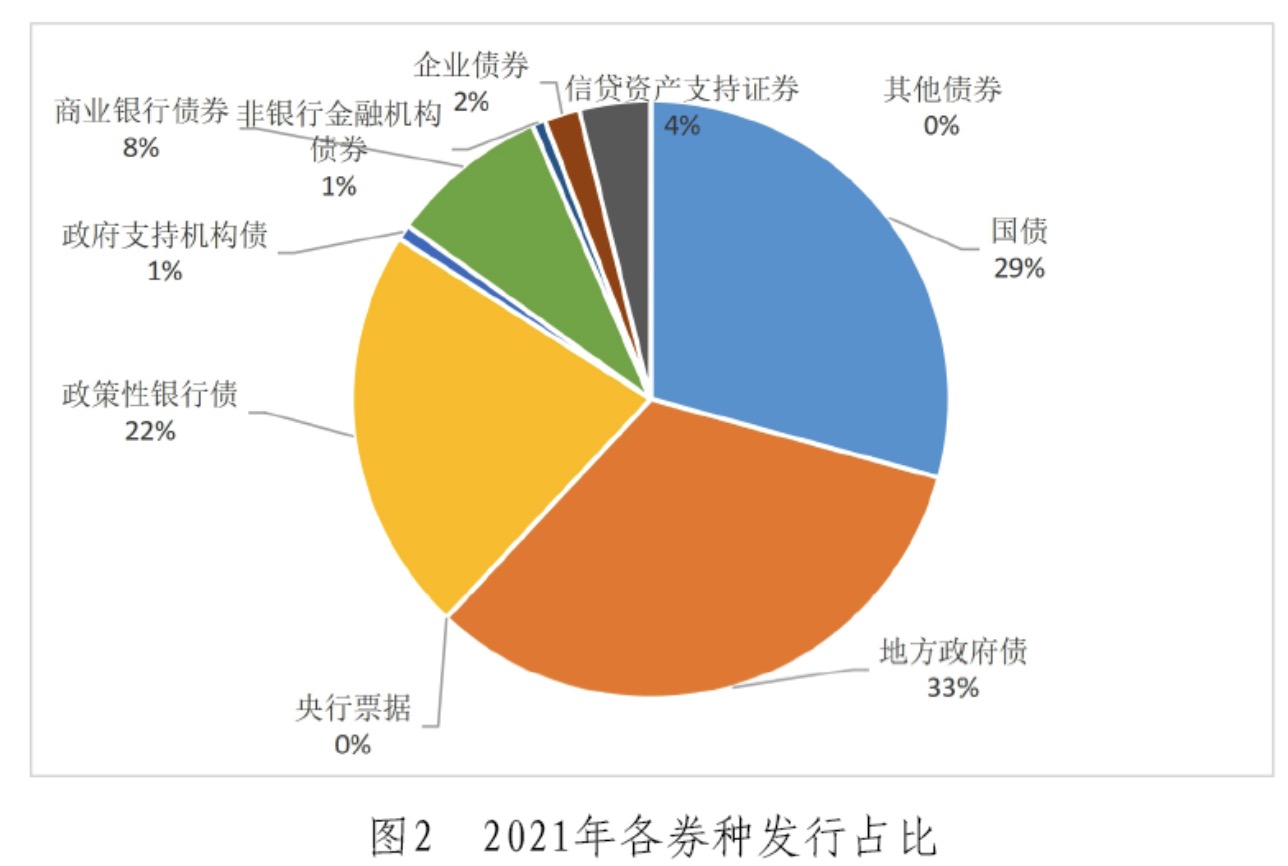 企业债券
2%
信贷资产支持证券
4%
其他债券
0%
商业银行债券
8%
非银行金融机构
债券
1%
政府支持机构债
1%
国债
29%
政策性银行债
22%
地方政府债
33%
央行票据
0%
图2 2021年各券种发行占比